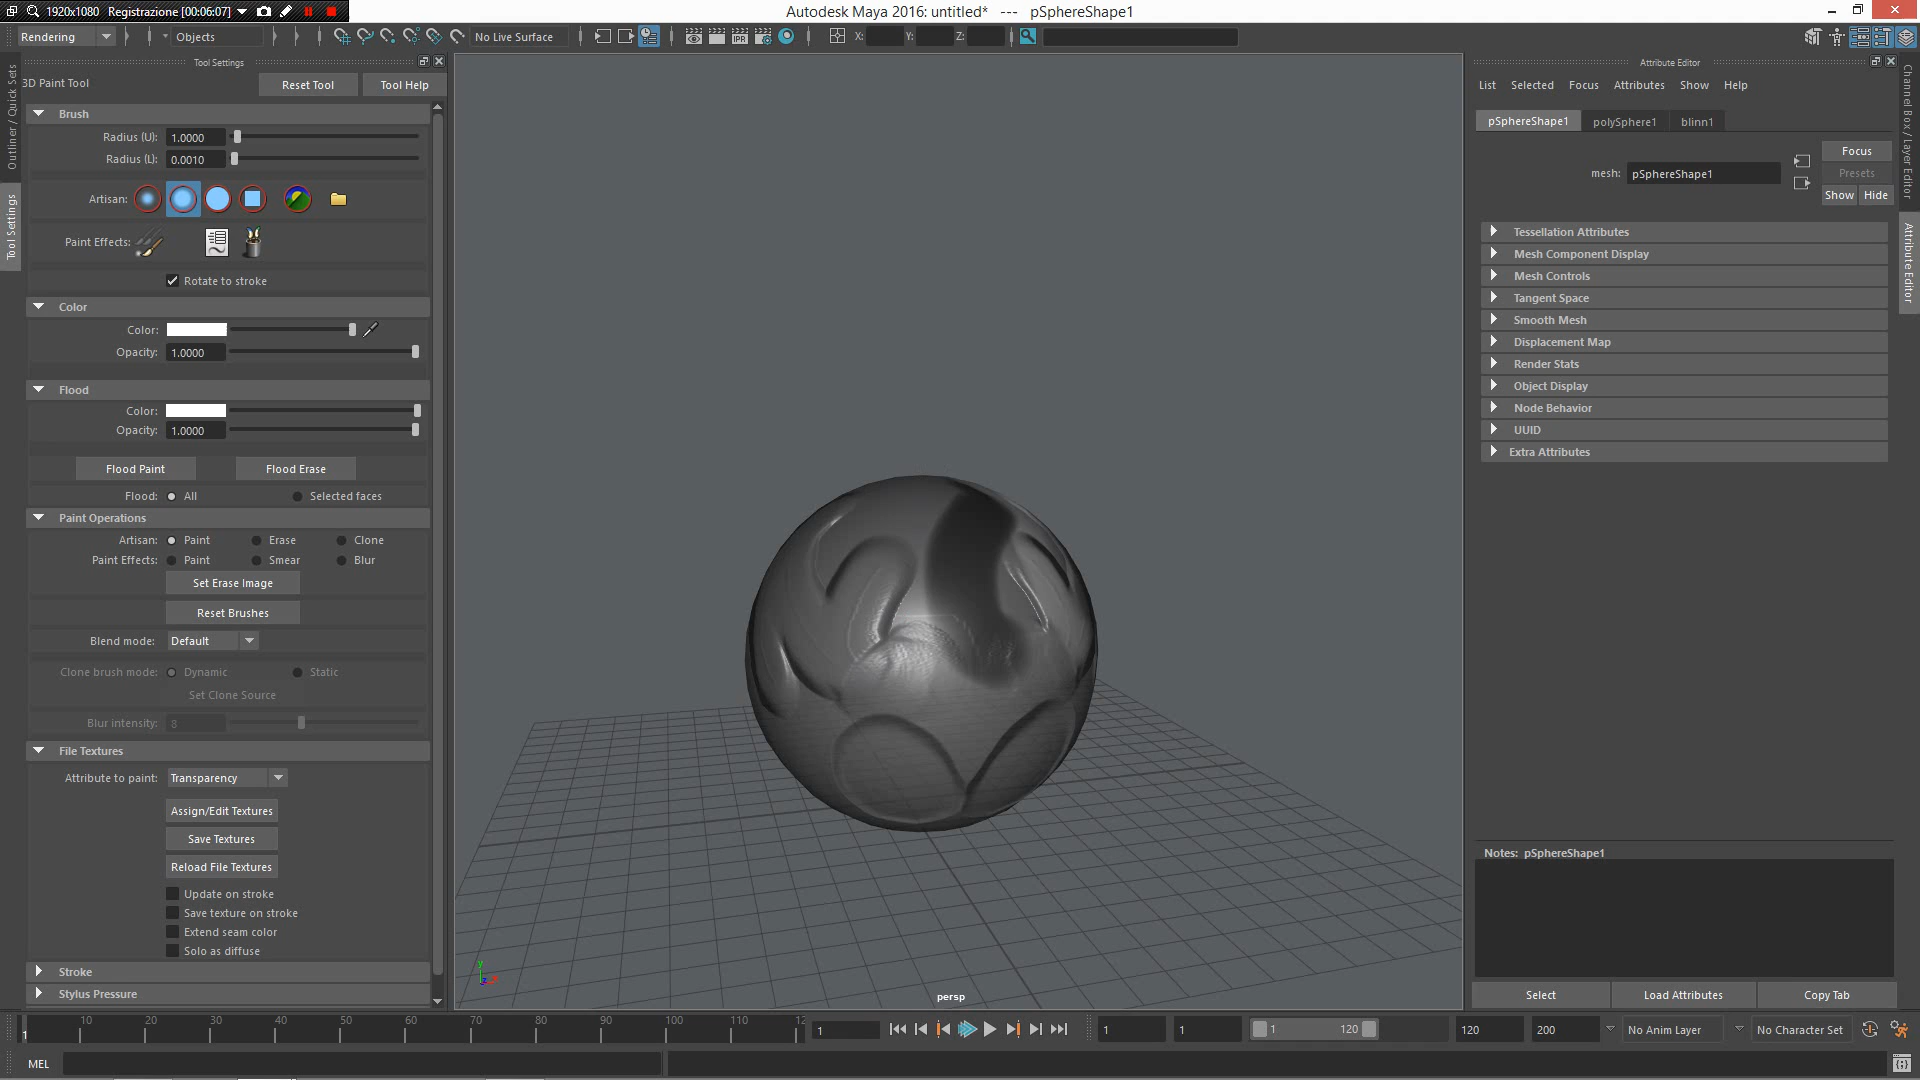 1920x1080 Registrazione [00:06:07]
Autodesk Maya 2016: untitled* --- pSphereShape1
Rendering Objects No Live Surface IPR X: Y: Z:
Tool Settings
3D Paint Tool Reset Tool Tool Help
Outliner / Quick Sets
Tool Settings
Brush
Radius (U): 1.0000
Radius (L): 0.0010
Artisan:
Paint Effects:
Rotate to stroke
Color
Color:
Opacity: 1.0000
Flood
Color:
Opacity: 1.0000
Flood Paint Flood Erase
Flood: All Selected faces
Paint Operations
Artisan: Paint Erase Clone
Paint Effects: Paint Smear Blur
Set Erase Image
Reset Brushes
Blend mode: Default
Clone brush mode: Dynamic Static
Set Clone Source
Blur intensity: 8
File Textures
Attribute to paint: Transparency
Assign/Edit Textures
Save Textures
Reload File Textures
Update on stroke
Save texture on stroke
Extend seam color
Solo as diffuse
Stroke
Stylus Pressure
y
z
persp
Attribute Editor
List Selected Focus Attributes Show Help
pSphereShape1 polySphere1 blinn1
Focus
mesh: pSphereShape1 Presets
Show Hide
Tessellation Attributes
Mesh Component Display
Mesh Controls
Tangent Space
Smooth Mesh
Displacement Map
Render Stats
Object Display
Node Behavior
UUID
Extra Attributes
Notes: pSphereShape1
Select Load Attributes Copy Tab
Channel Box / Layer Editor
Attribute Editor
1 10 20 30 40 50 60 70 80 90 100 110 12
1 1 1 1 120 120 200 No Anim Layer No Character Set
MEL